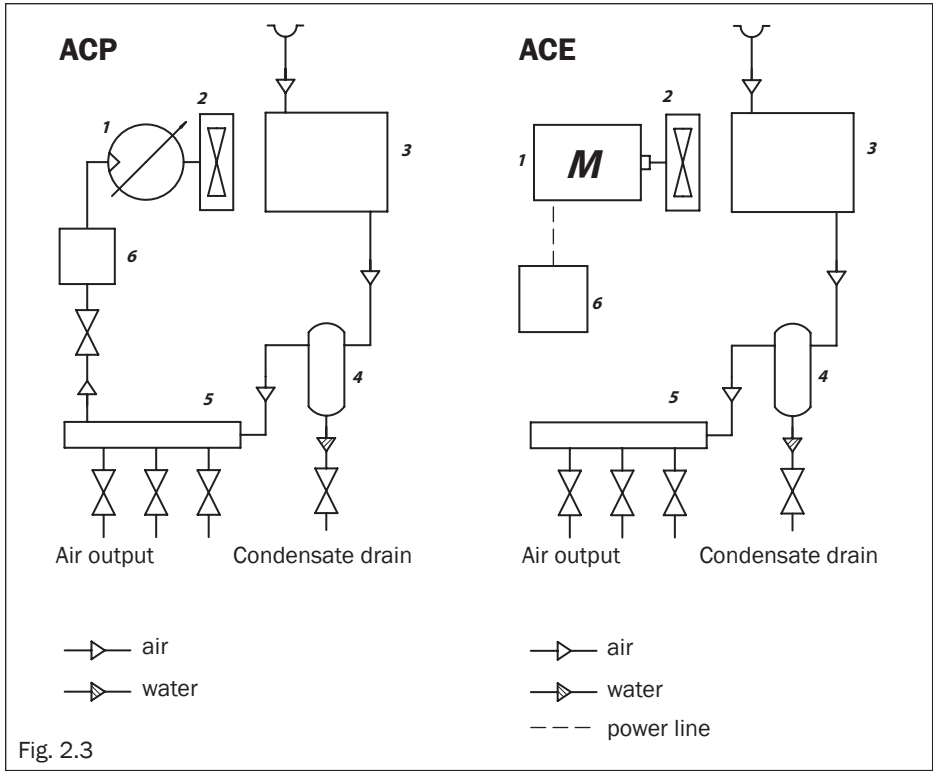 ACP
1
2
3
6
4
5
Air output
Condensate drain
air
water
ACE
1
2
3
M
6
4
5
Air output
Condensate drain
air
water
power line
Fig. 2.3